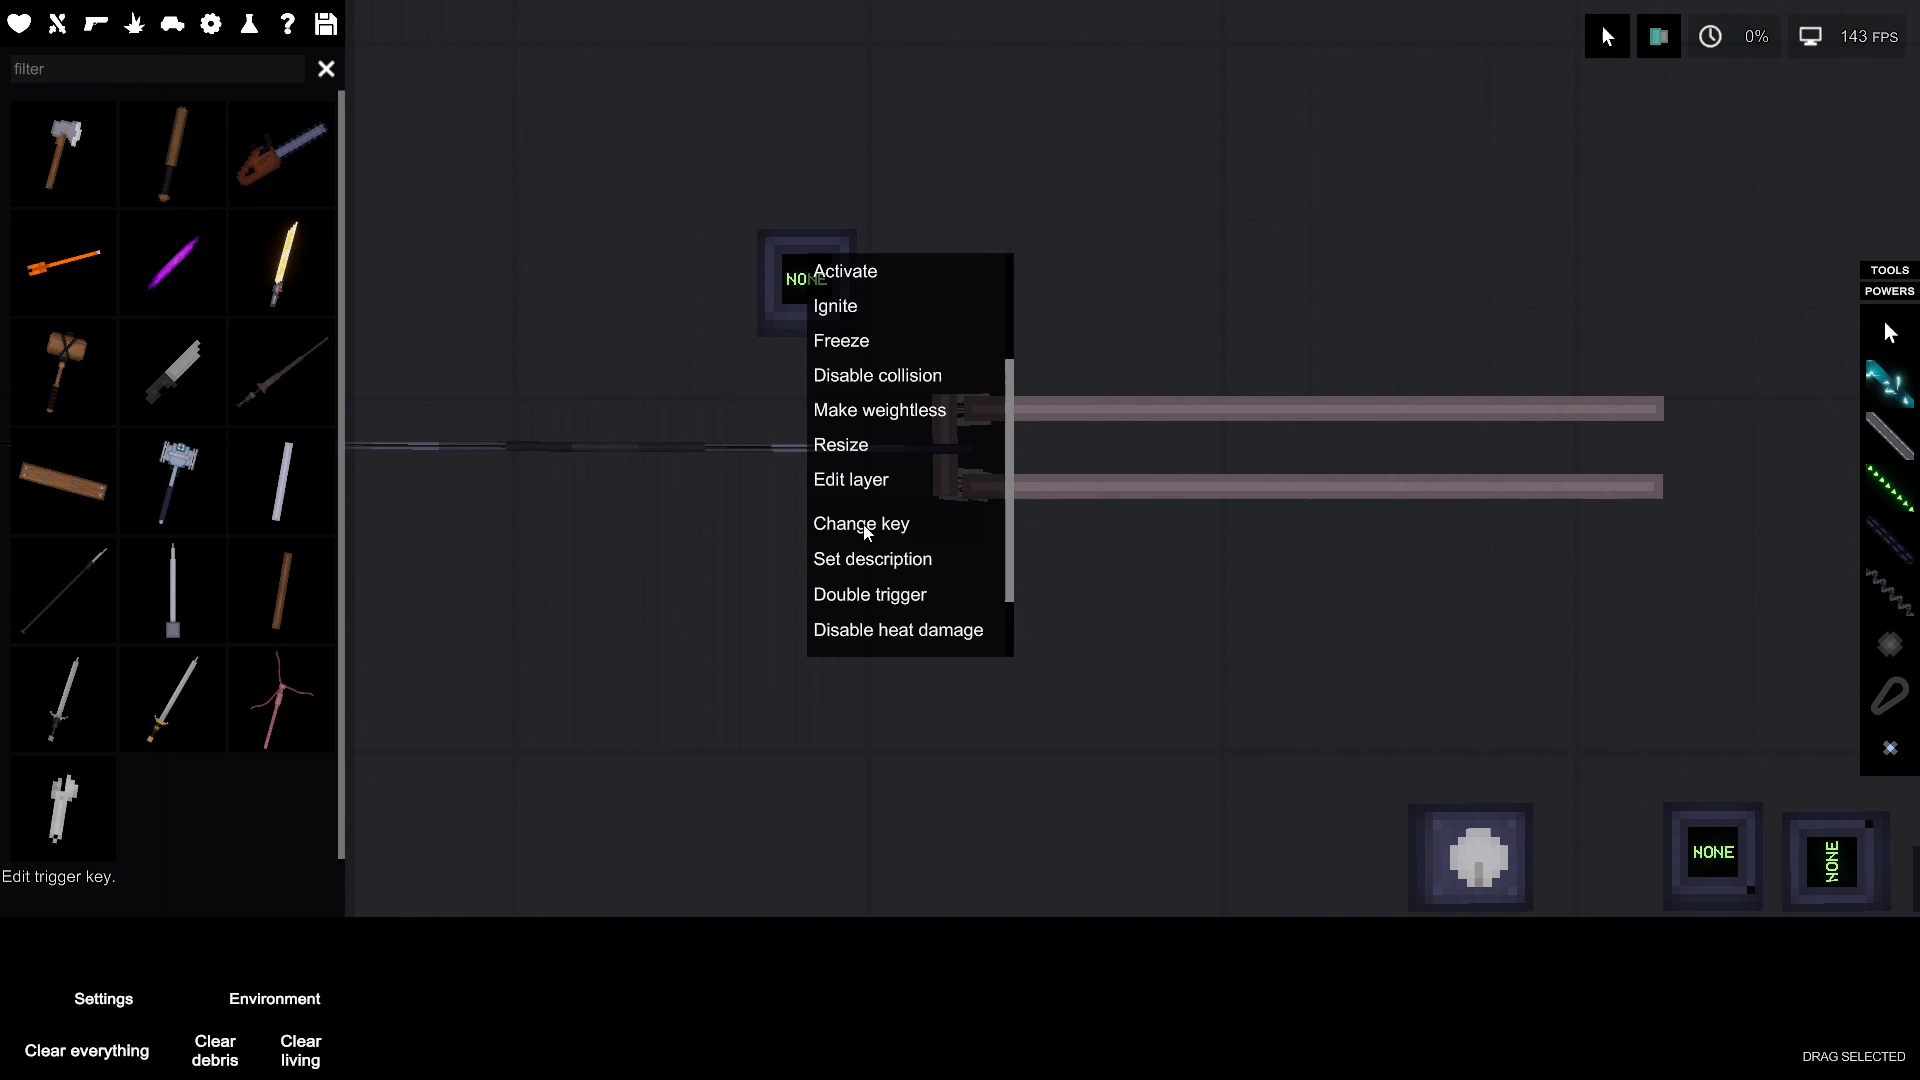 filter
0%
143 FPS
TOOLS
POWERS
NONE
Activate
Ignite
Freeze
Disable collision
Make weightless
Resize
Edit layer
Change key
Set description
Double trigger
Disable heat damage
NONE
NONE
Edit trigger key.
Settings
Environment
Clear everything
Clear debris
Clear living
DRAG SELECTED